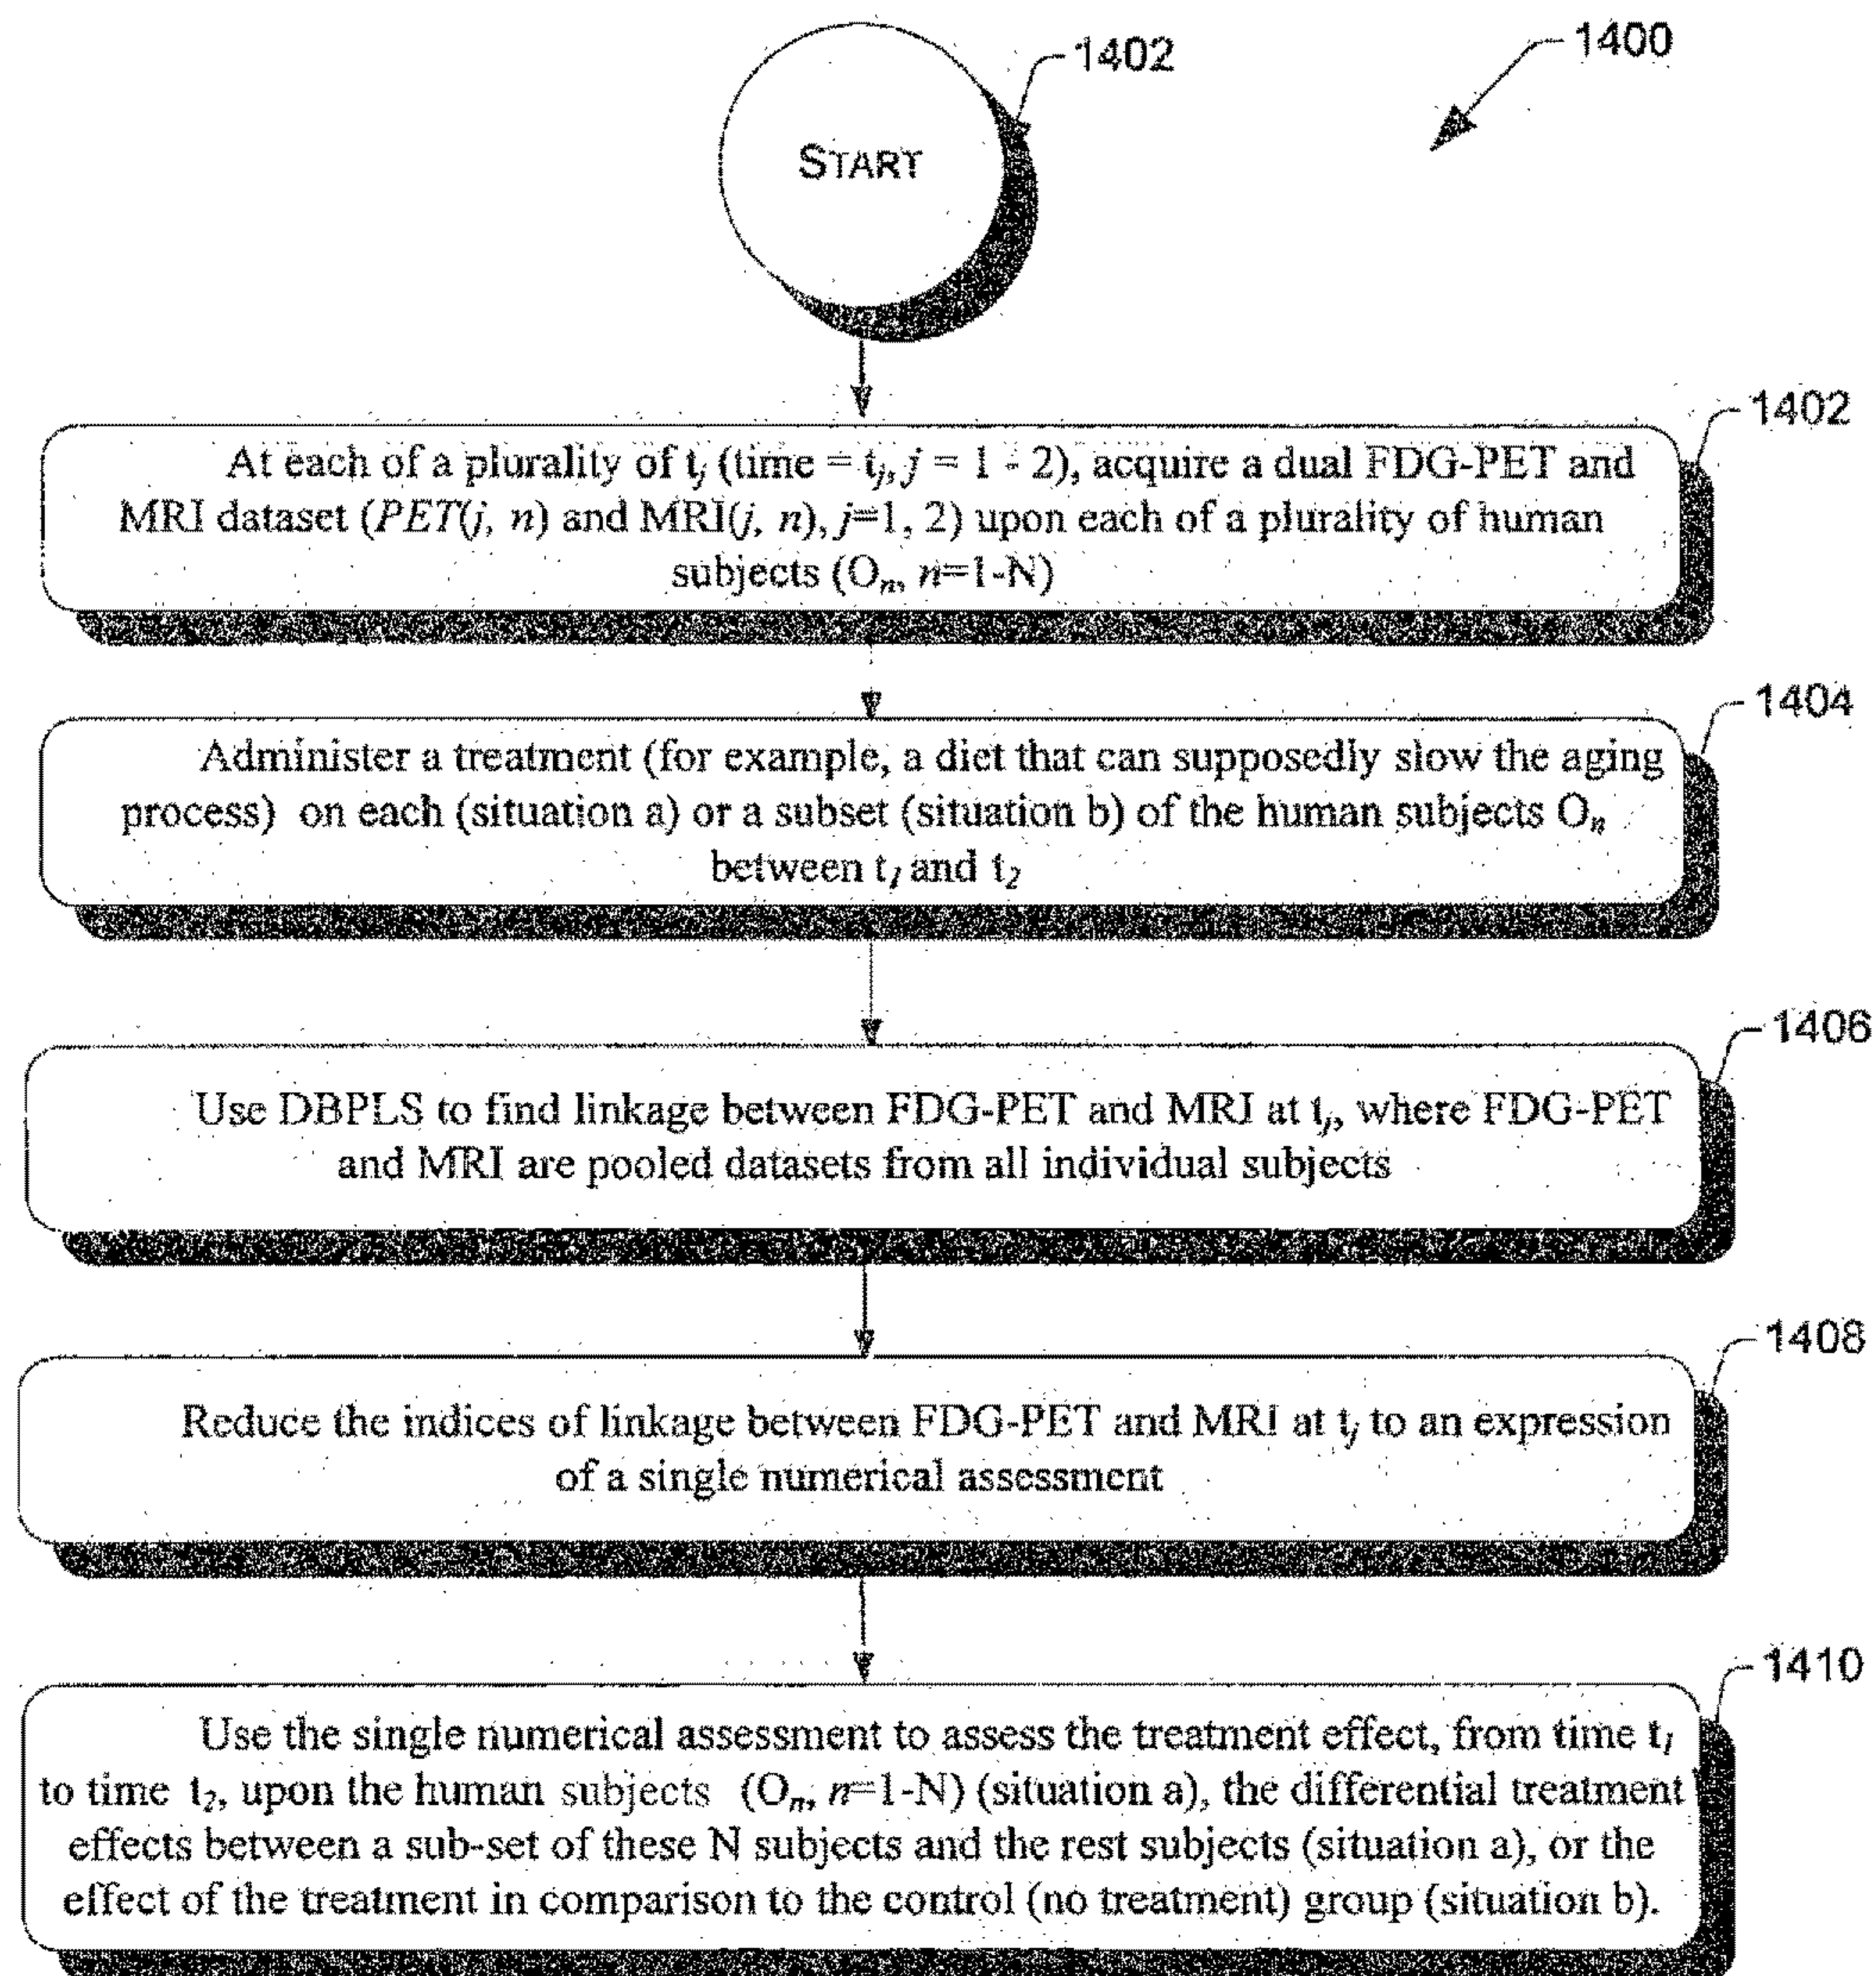 1400
1402
START
1402
At each of a plurality of tj (time = tj, j = 1 - 2), acquire a dual FDG-PET and
MRI dataset (PET(j, n) and MRI(j, n), j=1, 2) upon each of a plurality of human
subjects (On, n=1-N)
1404
Administer a treatment (for example, a diet that can supposedly slow the aging
process) on each (situation a) or a subset (situation b) of the human subjects On
between t1 and t2
1406
Use DBPLS to find linkage between FDG-PET and MRI at tj, where FDG-PET
and MRI are pooled datasets from all individual subjects
1408
Reduce the indices of linkage between FDG-PET and MRI at tj to an expression
of a single numerical assessment
1410
Use the single numerical assessment to assess the treatment effect, from time t1
to time t2, upon the human subjects (On, n=1-N) (situation a), the differential treatment
effects between a sub-set of these N subjects and the rest subjects (situation a), or the
effect of the treatment in comparison to the control (no treatment) group (situation b).